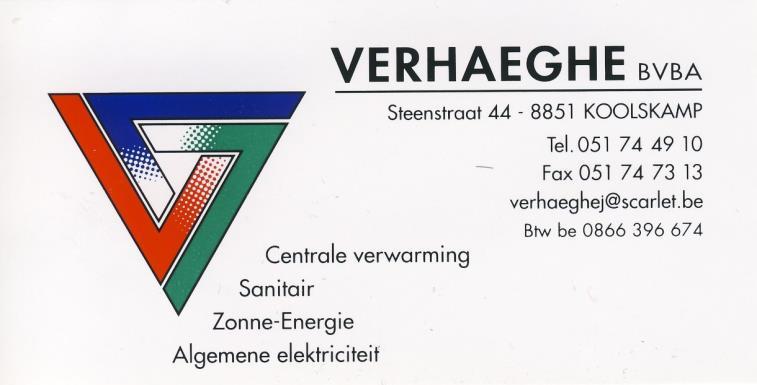 VERHAEGHE BVBA
Steenstraat 44 - 8851 KOOLSKAMP
Tel. 051 74 49 10
Fax 051 74 73 13
verhaeghej@scarlet.be
Btw be 0866 396 674
Centrale verwarming
Sanitair
Zonne-Energie
Algemene elektriciteit